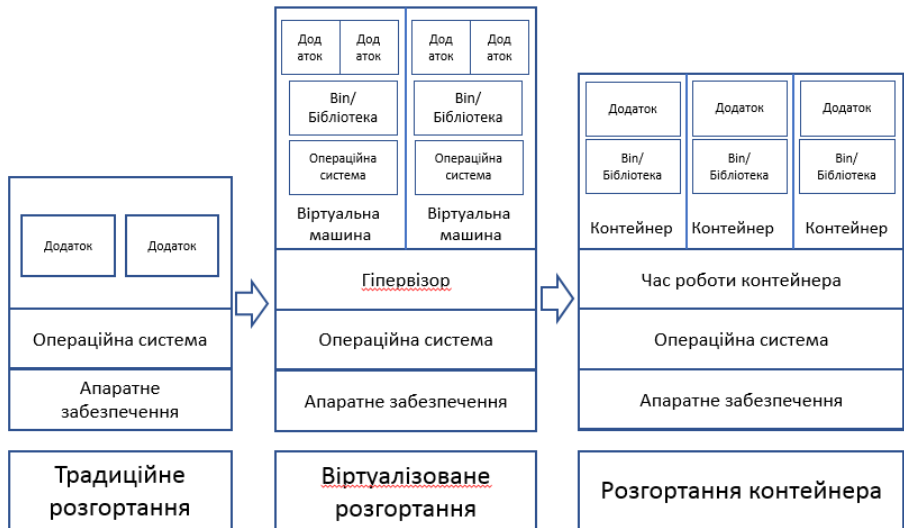 Додаток
Додаток
Операційна система
Апаратне
забезпечення
Традиційне
розгортання
Дод
аток
Дод
аток
Дод
аток
Дод
аток
Bin/
Бібліотека
Bin/
Бібліотека
Операційна
система
Операційна
система
Віртуальна
машина
Віртуальна
машина
Гіпервізор
Операційна система
Апаратне забезпечення
Віртуалізоване
розгортання
Додаток
Додаток
Додаток
Bin/
Бібліотека
Bin/
Бібліотека
Bin/
Бібліотека
Контейнер
Контейнер
Контейнер
Час роботи контейнера
Операційна система
Апаратне забезпечення
Розгортання контейнера